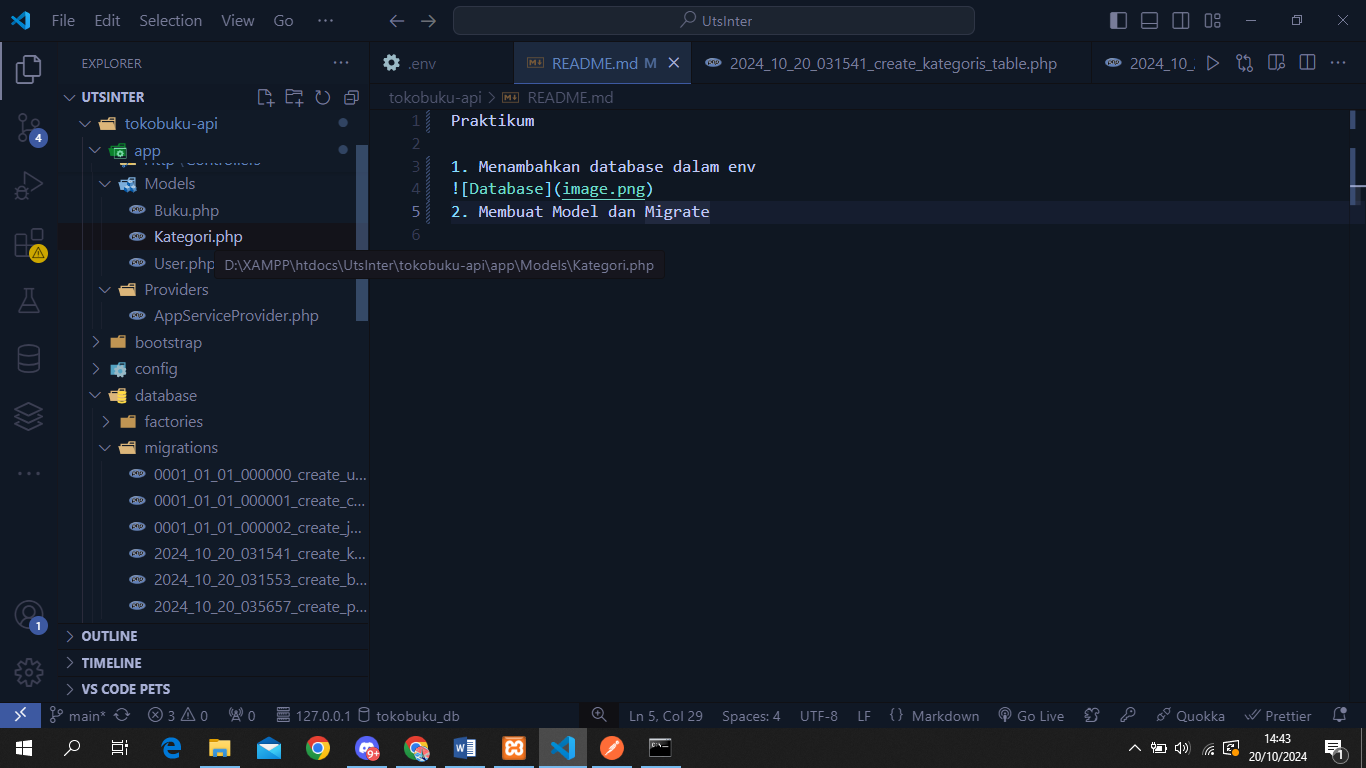 File Edit Selection View Go ··· UtsInter
EXPLORER ···
UTSINTER
tokobuku-api
app
Models
Buku.php
Kategori.php
User.php
Providers
AppServiceProvider.php
bootstrap
config
database
factories
migrations
0001_01_01_000000_create_u...
0001_01_01_000001_create_c...
0001_01_01_000002_create_j...
2024_10_20_031541_create_k...
2024_10_20_031553_create_b...
2024_10_20_035657_create_p...
OUTLINE
TIMELINE
VS CODE PETS
.env README.md M 2024_10_20_031541_create_kategoris_table.php 2024_10_
tokobuku-api > README.md
1 Praktikum
2
3 1. Menambahkan database dalam env
4 ![Database](image.png)
5 2. Membuat Model dan Migrate
6
D:\XAMPP\htdocs\UtsInter\tokobuku-api\app\Models\Kategori.php
4
1
main* 3 0 0 127.0.0.1 tokobuku_db Ln 5, Col 29 Spaces: 4 UTF-8 LF {} Markdown Go Live Quokka Prettier
9+
14:43
20/10/2024
1